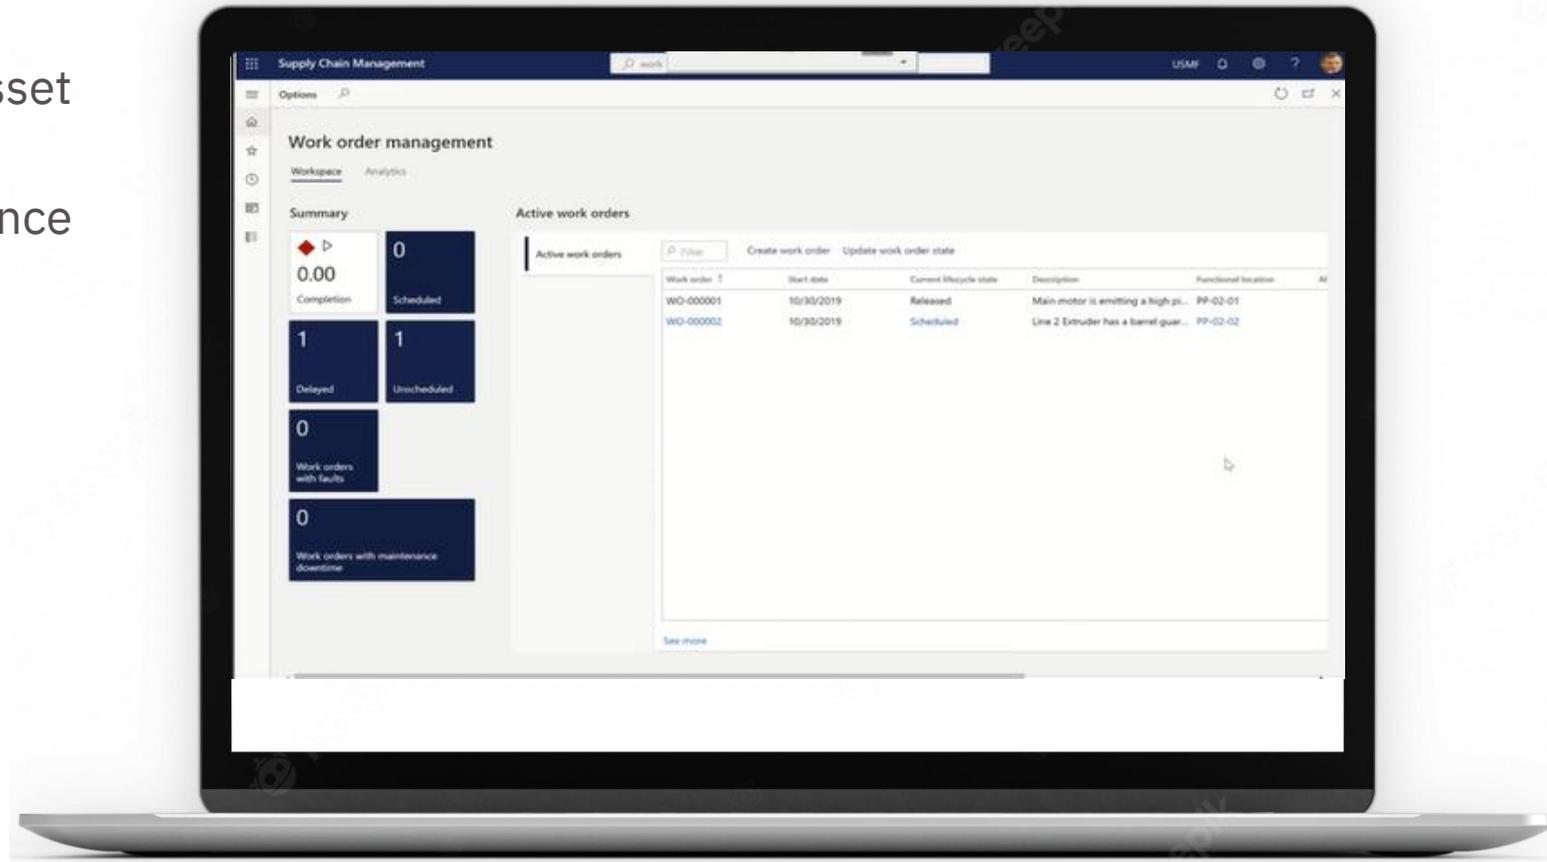 sset
nce
Supply Chain Management
work
USMF
?
Options
Work order management
Workspace Analytics
Summary
0.00
Completion
0
Scheduled
1
Delayed
1
Unscheduled
0
Work orders
with faults
0
Work orders with maintenance
downtime
Active work orders
Active work orders
Filter Create work order Update work order state
Work order ↑ Start date Current lifecycle state Description Functional location
WO-000001 10/30/2019 Released Main motor is emitting a high pi... PP-02-01
WO-000002 10/30/2019 Scheduled Line 2 Extruder has a barrel guar... PP-02-02
See more